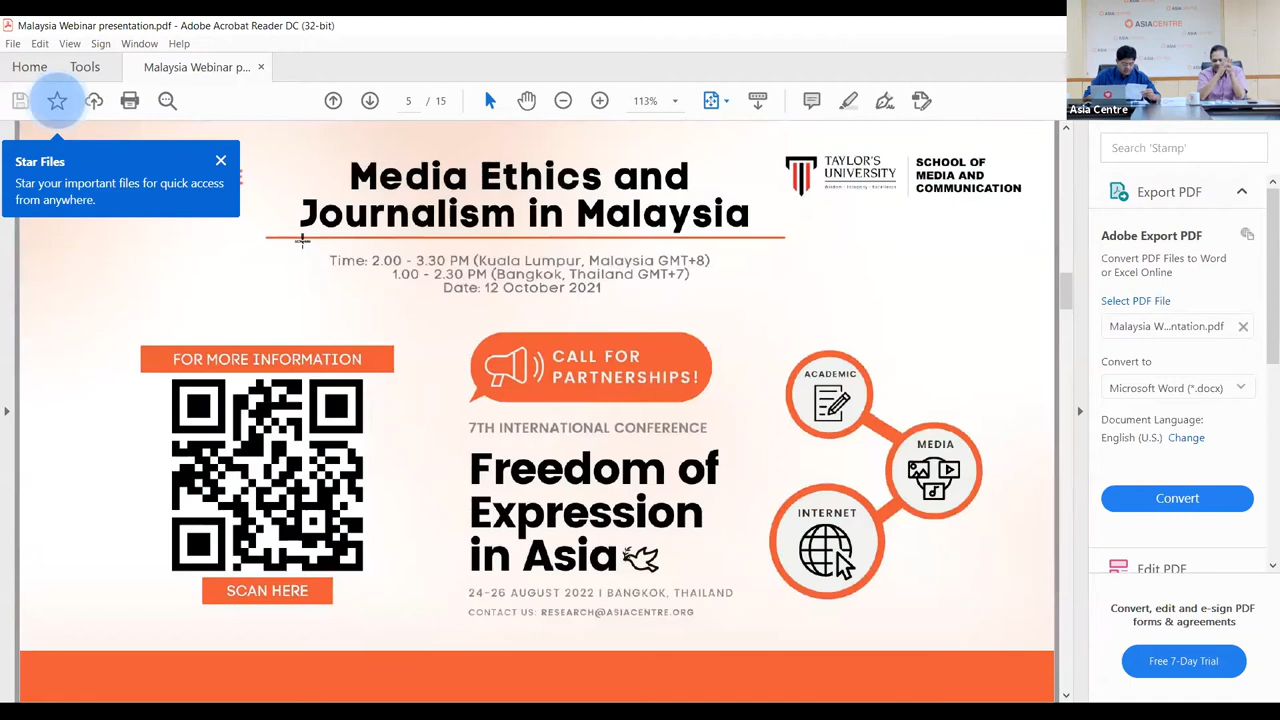 Malaysia Webinar presentation.pdf - Adobe Acrobat Reader DC (32-bit)
File Edit View Sign Window Help
Home Tools Malaysia Webinar p...
5 / 15 113%
ASIACENTRE
Asia Centre
Star Files
Star your important files for quick access
from anywhere.
Media Ethics and
Journalism in Malaysia
TAYLOR'S
UNIVERSITY
SCHOOL OF
MEDIA AND
COMMUNICATION
Time: 2.00 - 3.30 PM (Kuala Lumpur, Malaysia GMT+8)
1.00 - 2.30 PM (Bangkok, Thailand GMT+7)
Date: 12 October 2021
FOR MORE INFORMATION
SCAN HERE
CALL FOR
PARTNERSHIPS!
7TH INTERNATIONAL CONFERENCE
Freedom of
Expression
in Asia
24-26 AUGUST 2022 | BANGKOK, THAILAND
CONTACT US: RESEARCH@ASIACENTRE.ORG
ACADEMIC
MEDIA
INTERNET
Search 'Stamp'
Export PDF
Adobe Export PDF
Convert PDF Files to Word
or Excel Online
Select PDF File
Malaysia W...ntation.pdf
Convert to
Microsoft Word (*.docx)
Document Language:
English (U.S.) Change
Convert
Edit PDF
Convert, edit and e-sign PDF
forms & agreements
Free 7-Day Trial